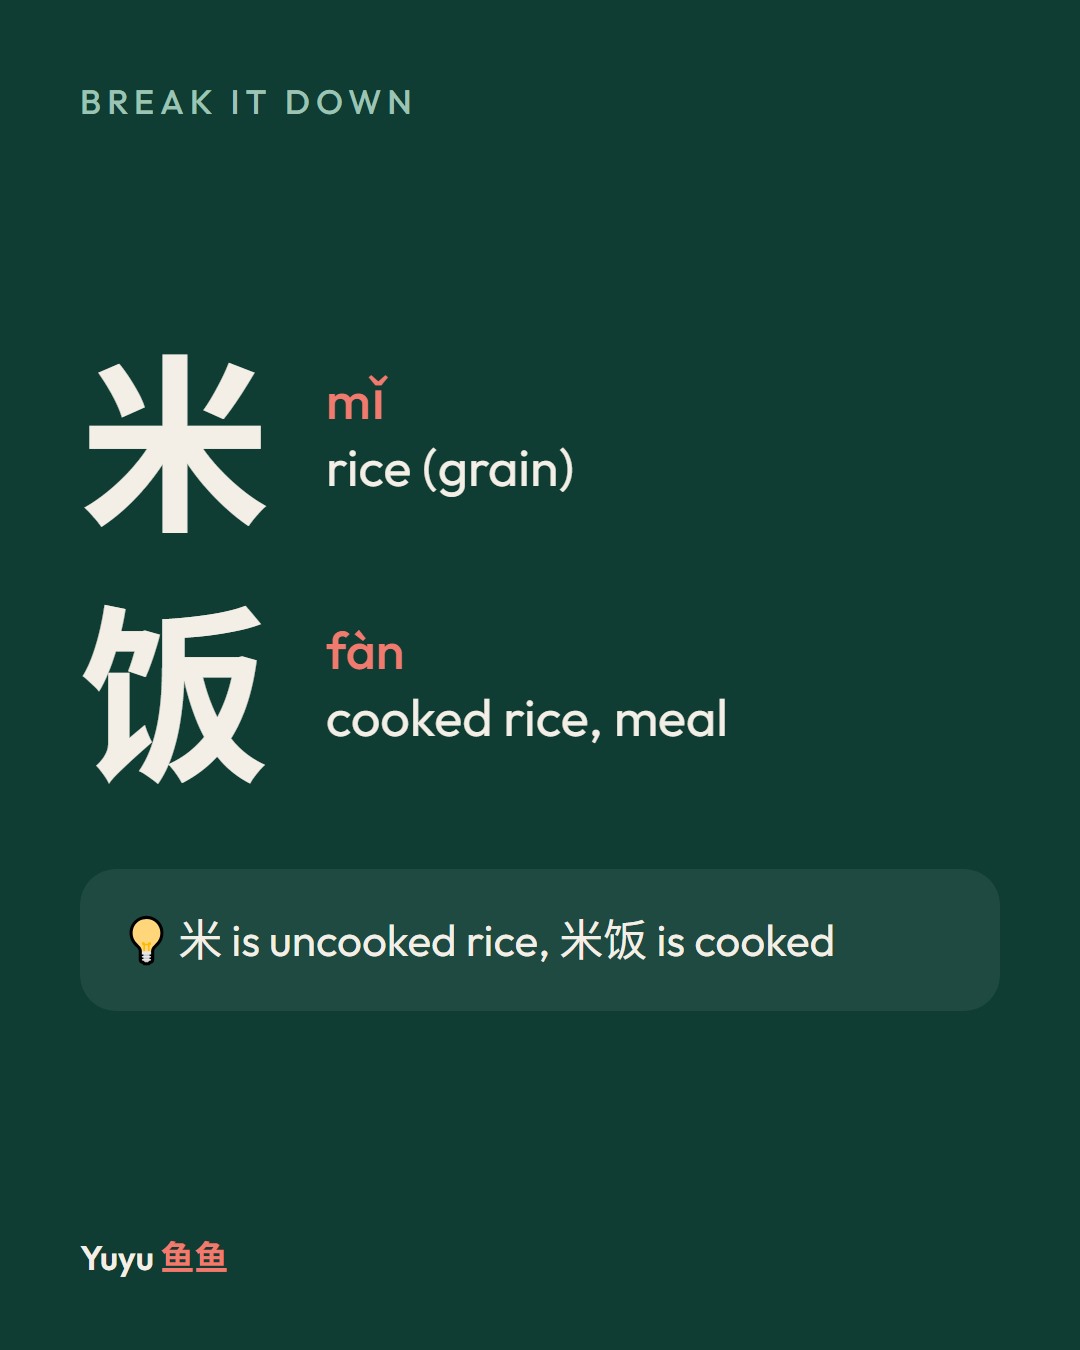 BREAK IT DOWN
米
mǐ
rice (grain)
饭
fàn
cooked rice, meal
💡 米 is uncooked rice, 米饭 is cooked
Yuyu 鱼鱼